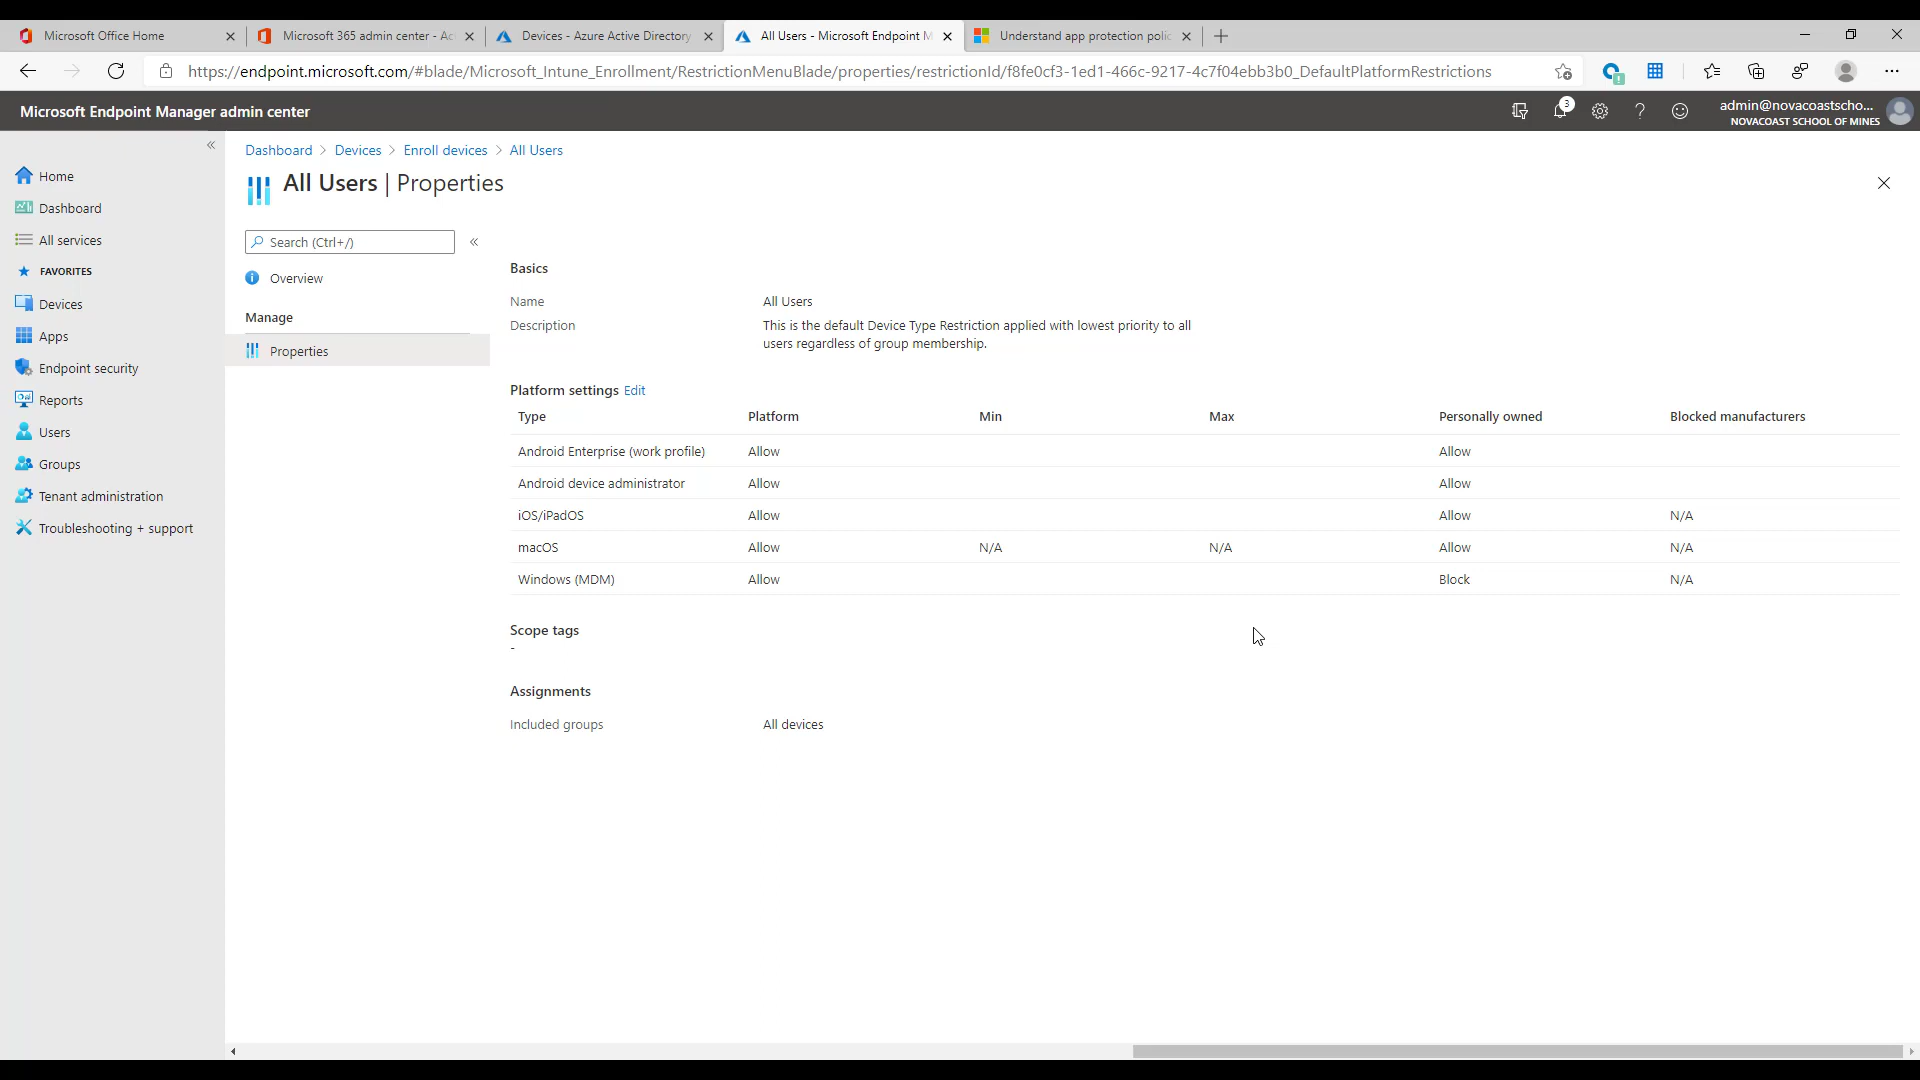 Microsoft Office Home
Microsoft 365 admin center - Ac
Devices - Azure Active Directory
All Users - Microsoft Endpoint M
Understand app protection polic
https://endpoint.microsoft.com/#blade/Microsoft_Intune_Enrollment/RestrictionMenuBlade/properties/restrictionId/f8fe0cf3-1ed1-466c-9217-4c7f04ebb3b0_DefaultPlatformRestrictions
Microsoft Endpoint Manager admin center
3
admin@novacoastscho...
NOVACOAST SCHOOL OF MINES
Home
Dashboard
All services
FAVORITES
Devices
Apps
Endpoint security
Reports
Users
Groups
Tenant administration
Troubleshooting + support
Dashboard > Devices > Enroll devices > All Users
All Users | Properties
Search (Ctrl+/)
Overview
Manage
Properties
Basics
Name All Users
Description This is the default Device Type Restriction applied with lowest priority to all
users regardless of group membership.
Platform settings Edit
Type Platform Min Max Personally owned Blocked manufacturers
Android Enterprise (work profile) Allow Allow
Android device administrator Allow Allow
iOS/iPadOS Allow Allow N/A
macOS Allow N/A N/A Allow N/A
Windows (MDM) Allow Block N/A
Scope tags
-
Assignments
Included groups All devices